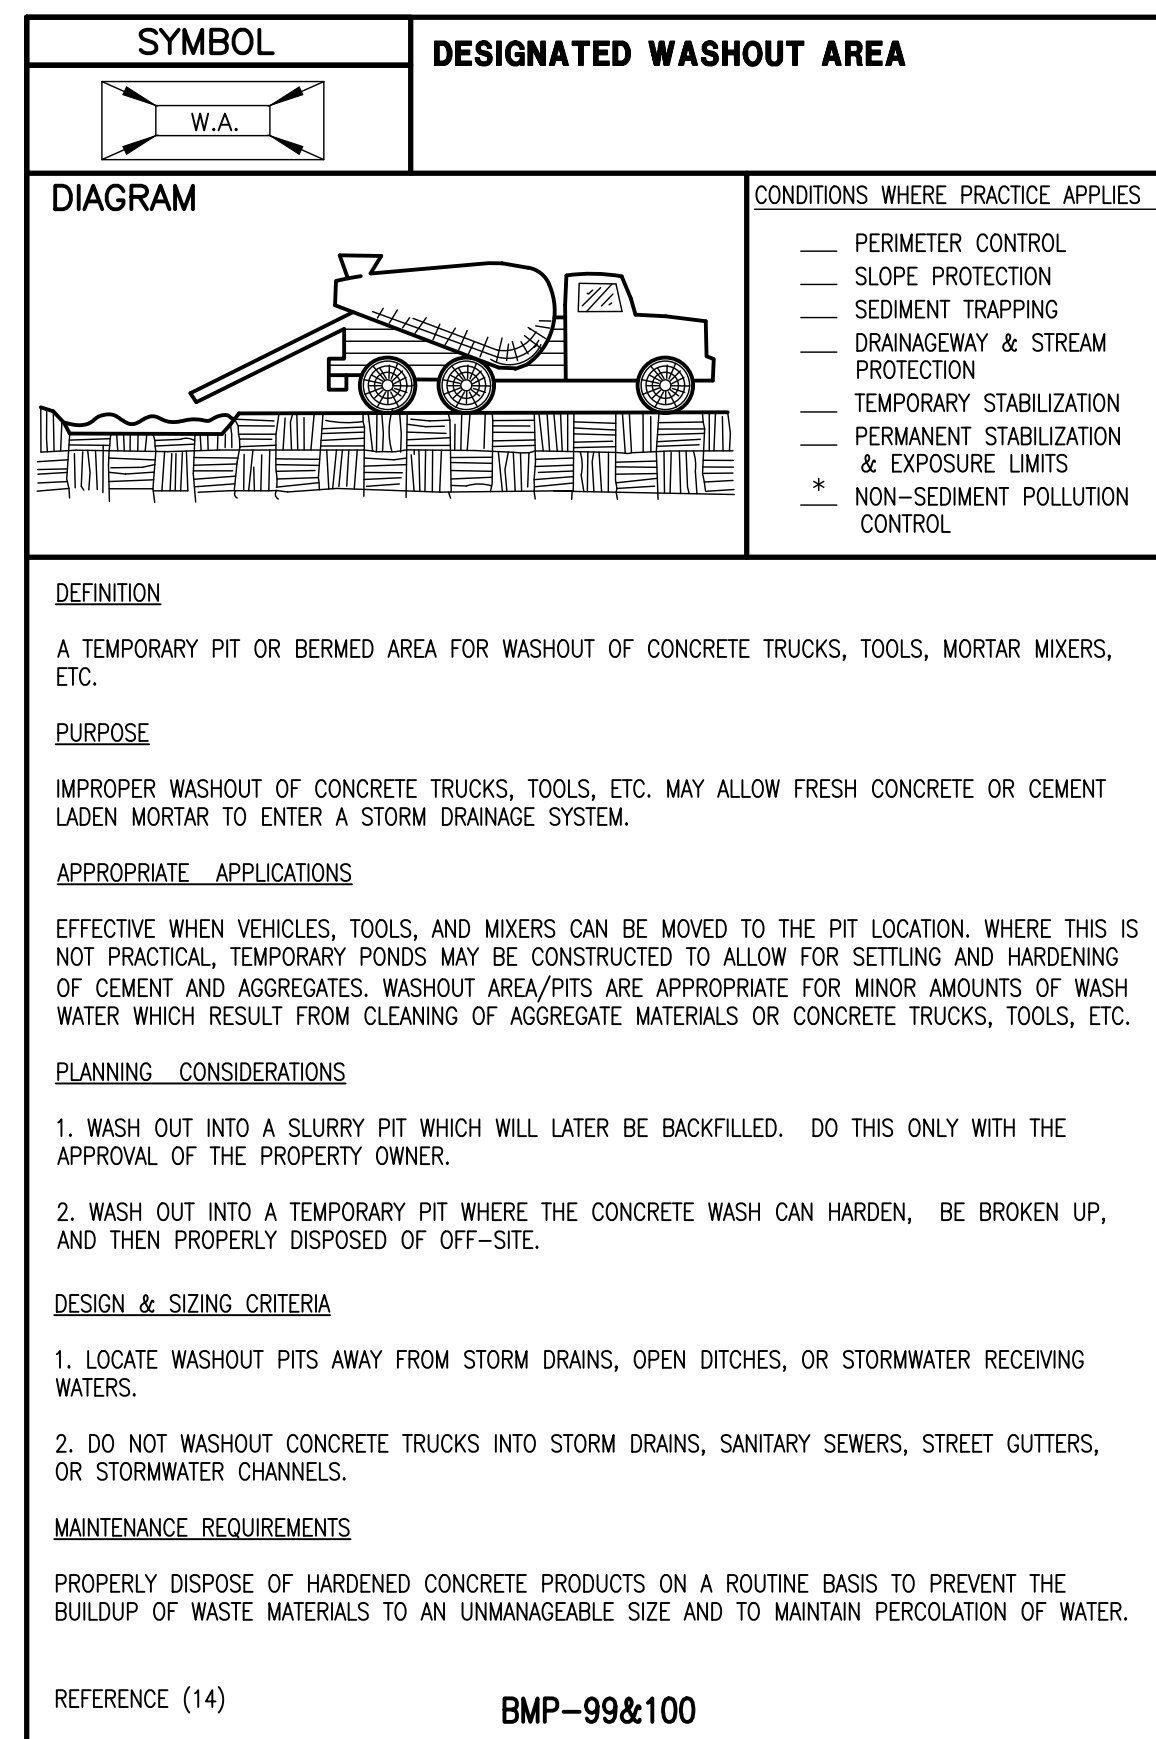 SYMBOL
DESIGNATED WASHOUT AREA
W.A.
DIAGRAM
CONDITIONS WHERE PRACTICE APPLIES
___ PERIMETER CONTROL
___ SLOPE PROTECTION
___ SEDIMENT TRAPPING
___ DRAINAGEWAY & STREAM
PROTECTION
___ TEMPORARY STABILIZATION
___ PERMANENT STABILIZATION
& EXPOSURE LIMITS
_*_ NON-SEDIMENT POLLUTION
CONTROL
DEFINITION
A TEMPORARY PIT OR BERMED AREA FOR WASHOUT OF CONCRETE TRUCKS, TOOLS, MORTAR MIXERS,
ETC.
PURPOSE
IMPROPER WASHOUT OF CONCRETE TRUCKS, TOOLS, ETC. MAY ALLOW FRESH CONCRETE OR CEMENT
LADEN MORTAR TO ENTER A STORM DRAINAGE SYSTEM.
APPROPRIATE APPLICATIONS
EFFECTIVE WHEN VEHICLES, TOOLS, AND MIXERS CAN BE MOVED TO THE PIT LOCATION. WHERE THIS IS
NOT PRACTICAL, TEMPORARY PONDS MAY BE CONSTRUCTED TO ALLOW FOR SETTLING AND HARDENING
OF CEMENT AND AGGREGATES. WASHOUT AREA/PITS ARE APPROPRIATE FOR MINOR AMOUNTS OF WASH
WATER WHICH RESULT FROM CLEANING OF AGGREGATE MATERIALS OR CONCRETE TRUCKS, TOOLS, ETC.
PLANNING CONSIDERATIONS
1. WASH OUT INTO A SLURRY PIT WHICH WILL LATER BE BACKFILLED. DO THIS ONLY WITH THE
APPROVAL OF THE PROPERTY OWNER.
2. WASH OUT INTO A TEMPORARY PIT WHERE THE CONCRETE WASH CAN HARDEN, BE BROKEN UP,
AND THEN PROPERLY DISPOSED OF OFF-SITE.
DESIGN & SIZING CRITERIA
1. LOCATE WASHOUT PITS AWAY FROM STORM DRAINS, OPEN DITCHES, OR STORMWATER RECEIVING
WATERS.
2. DO NOT WASHOUT CONCRETE TRUCKS INTO STORM DRAINS, SANITARY SEWERS, STREET GUTTERS,
OR STORMWATER CHANNELS.
MAINTENANCE REQUIREMENTS
PROPERLY DISPOSE OF HARDENED CONCRETE PRODUCTS ON A ROUTINE BASIS TO PREVENT THE
BUILDUP OF WASTE MATERIALS TO AN UNMANAGEABLE SIZE AND TO MAINTAIN PERCOLATION OF WATER.
REFERENCE (14)
BMP-99&100